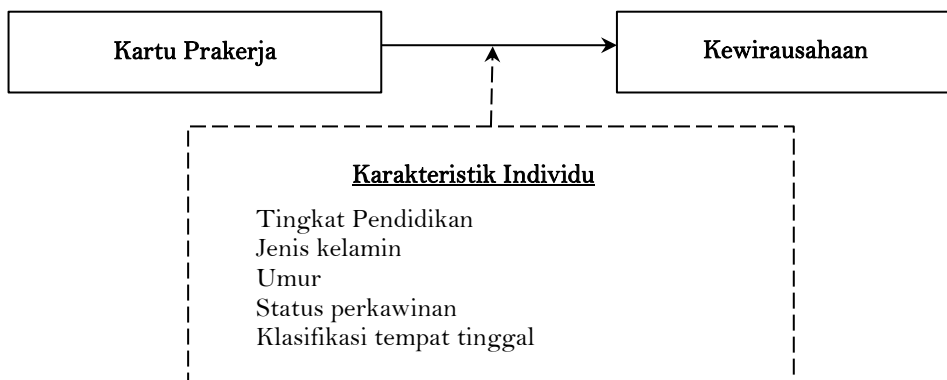 Kartu Prakerja
Kewirausahaan
Karakteristik Individu
Tingkat Pendidikan
Jenis kelamin
Umur
Status perkawinan
Klasifikasi tempat tinggal